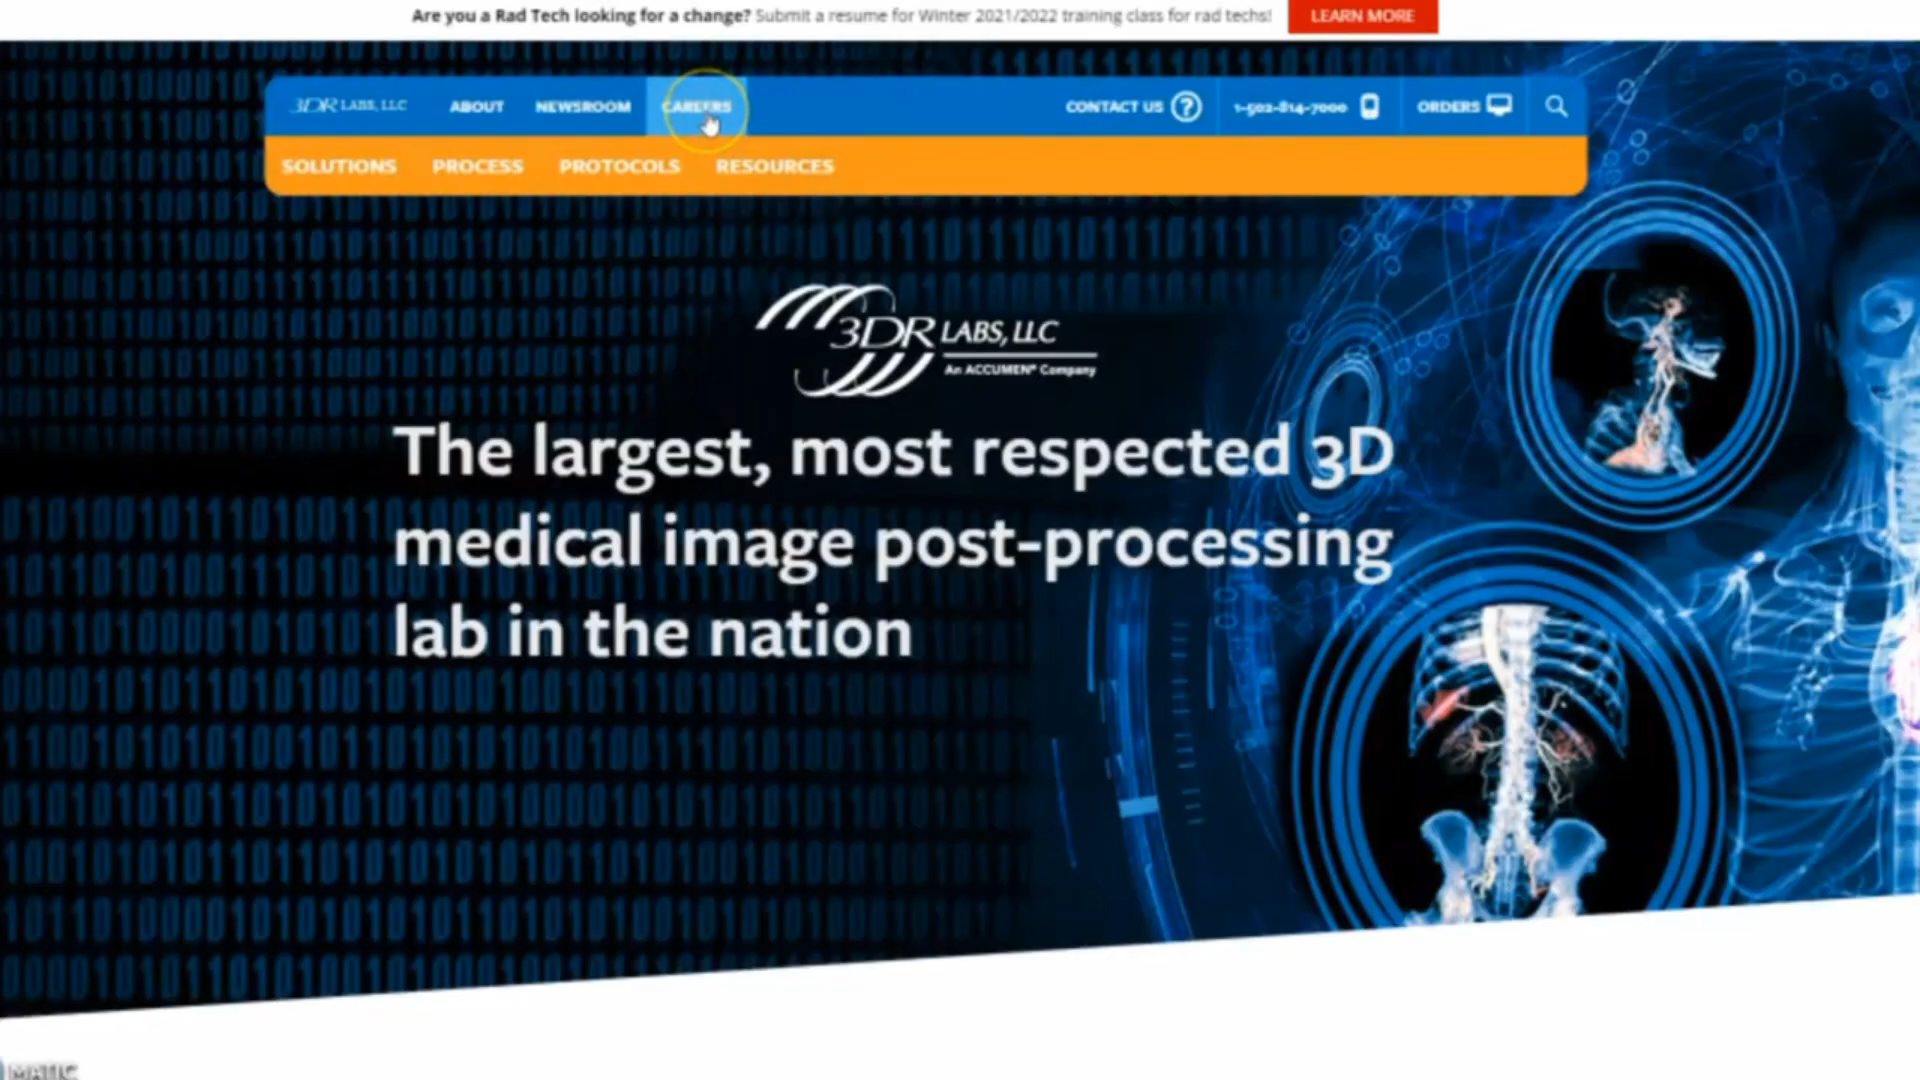 Are you a Rad Tech looking for a change? Submit a resume for Winter 2021/2022 training class for rad techs! LEARN MORE
3DR LABS, LLC ABOUT NEWSROOM CAREERS CONTACT US ? 1-502-814-7000 ORDERS
SOLUTIONS PROCESS PROTOCOLS RESOURCES
3DR LABS, LLC
An ACCUMEN® Company
The largest, most respected 3D
medical image post-processing
lab in the nation
MATIC